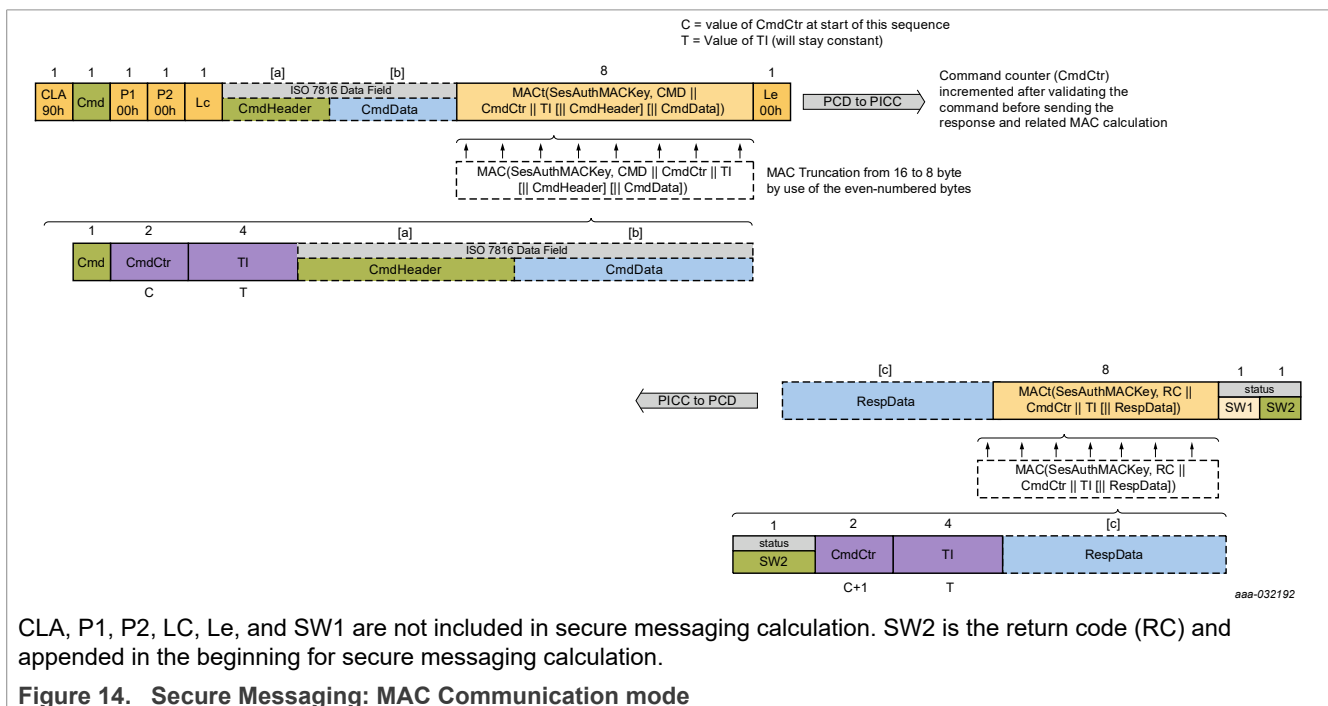 C = value of CmdCtr at start of this sequence
T = Value of TI (will stay constant)
1 1 1 1 1 [a] [b] 8 1
CLA
90h
Cmd
P1
00h
P2
00h
Lc
ISO 7816 Data Field
CmdHeader
CmdData
MACt(SesAuthMACKey, CMD ||
CmdCtr || TI [|| CmdHeader] [|| CmdData])
Le
00h
PCD to PICC
Command counter (CmdCtr)
incremented after validating the
command before sending the
response and related MAC calculation
MAC(SesAuthMACKey, CMD || CmdCtr || TI
[|| CmdHeader] [|| CmdData])
MAC Truncation from 16 to 8 byte
by use of the even-numbered bytes
1 2 4 [a] [b]
Cmd
CmdCtr
TI
ISO 7816 Data Field
CmdHeader
CmdData
C T
[c] 8 1 1
PICC to PCD
RespData
MACt(SesAuthMACKey, RC ||
CmdCtr || TI [|| RespData])
status
SW1
SW2
MAC(SesAuthMACKey, RC ||
CmdCtr || TI [|| RespData])
1 2 4 [c]
status
SW2
CmdCtr
TI
RespData
C+1 T
aaa-032192
CLA, P1, P2, LC, Le, and SW1 are not included in secure messaging calculation. SW2 is the return code (RC) and
appended in the beginning for secure messaging calculation.
Figure 14. Secure Messaging: MAC Communication mode